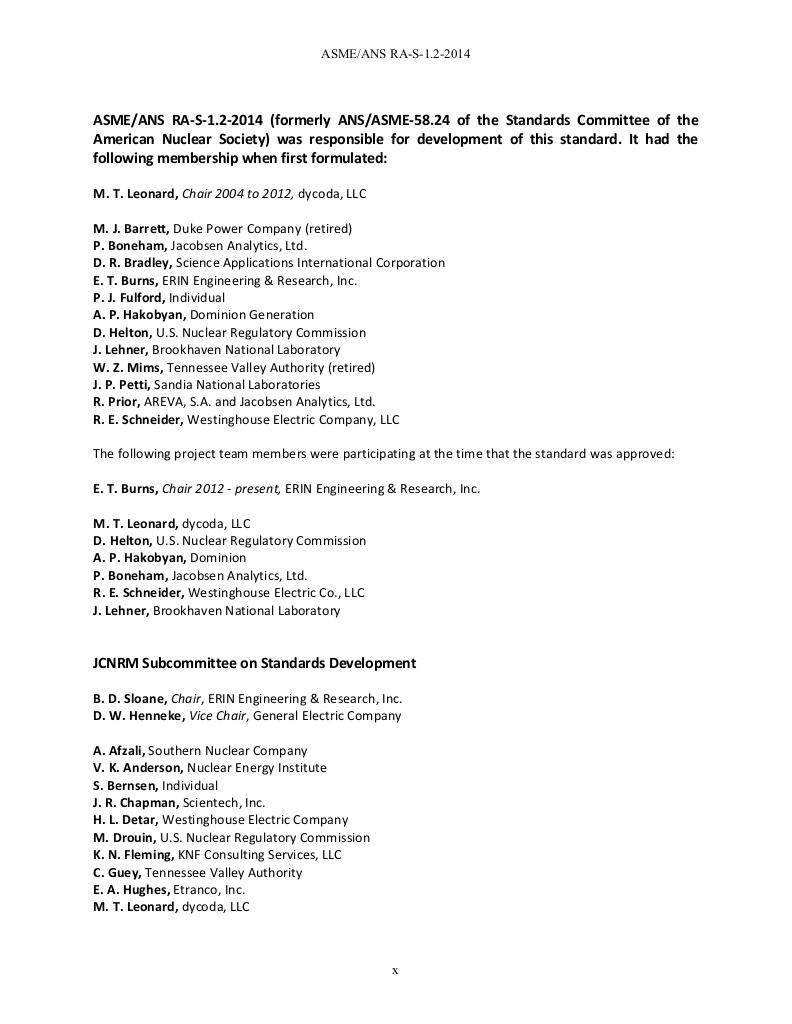 ASME/ANS RA-S-1.2-2014
ASME/ANS RA-S-1.2-2014 (formerly ANS/ASME-58.24 of the Standards Committee of the
American Nuclear Society) was responsible for development of this standard. It had the
following membership when first formulated:
M. T. Leonard, Chair 2004 to 2012, dycoda, LLC
M. J. Barrett, Duke Power Company (retired)
P. Boneham, Jacobsen Analytics, Ltd.
D. R. Bradley, Science Applications International Corporation
E. T. Burns, ERIN Engineering & Research, Inc.
P. J. Fulford, Individual
A. P. Hakobyan, Dominion Generation
D. Helton, U.S. Nuclear Regulatory Commission
J. Lehner, Brookhaven National Laboratory
W. Z. Mims, Tennessee Valley Authority (retired)
J. P. Petti, Sandia National Laboratories
R. Prior, AREVA, S.A. and Jacobsen Analytics, Ltd.
R. E. Schneider, Westinghouse Electric Company, LLC
The following project team members were participating at the time that the standard was approved:
E. T. Burns, Chair 2012 - present, ERIN Engineering & Research, Inc.
M. T. Leonard, dycoda, LLC
D. Helton, U.S. Nuclear Regulatory Commission
A. P. Hakobyan, Dominion
P. Boneham, Jacobsen Analytics, Ltd.
R. E. Schneider, Westinghouse Electric Co., LLC
J. Lehner, Brookhaven National Laboratory
JCNRM Subcommittee on Standards Development
B. D. Sloane, Chair, ERIN Engineering & Research, Inc.
D. W. Henneke, Vice Chair, General Electric Company
A. Afzali, Southern Nuclear Company
V. K. Anderson, Nuclear Energy Institute
S. Bernsen, Individual
J. R. Chapman, Scientech, Inc.
H. L. Detar, Westinghouse Electric Company
M. Drouin, U.S. Nuclear Regulatory Commission
K. N. Fleming, KNF Consulting Services, LLC
C. Guey, Tennessee Valley Authority
E. A. Hughes, Etranco, Inc.
M. T. Leonard, dycoda, LLC
x